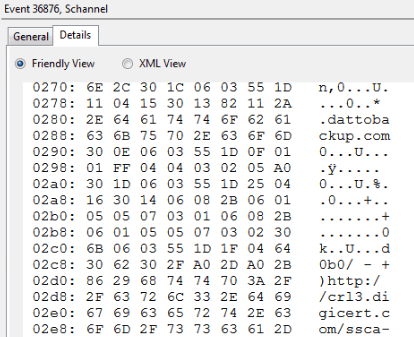 Event 36876, Schannel
General Details
Friendly View XML View
0270: 6E 2C 30 1C 06 03 55 1D n,0...U.
0278: 11 04 15 30 13 82 11 2A ...0..*
0280: 2E 64 61 74 74 6F 62 61 .dattoba
0288: 63 6B 75 70 2E 63 6F 6D ckup.com
0290: 30 0E 06 03 55 1D 0F 01 0...U...
0298: 01 FF 04 04 03 02 05 A0 .ÿ.....
02a0: 30 1D 06 03 55 1D 25 04 0...U.%.
02a8: 16 30 14 06 08 2B 06 01 .0...+..
02b0: 05 05 07 03 01 06 08 2B .......+
02b8: 06 01 05 05 07 03 02 30 .......0
02c0: 6B 06 03 55 1D 1F 04 64 k..U...d
02c8: 30 62 30 2F A0 2D A0 2B 0b0/ - +
02d0: 86 29 68 74 74 70 3A 2F )http:/
02d8: 2F 63 72 6C 33 2E 64 69 /crl3.di
02e0: 67 69 63 65 72 74 2E 63 gicert.c
02e8: 6F 6D 2F 73 73 63 61 2D om/ssca-